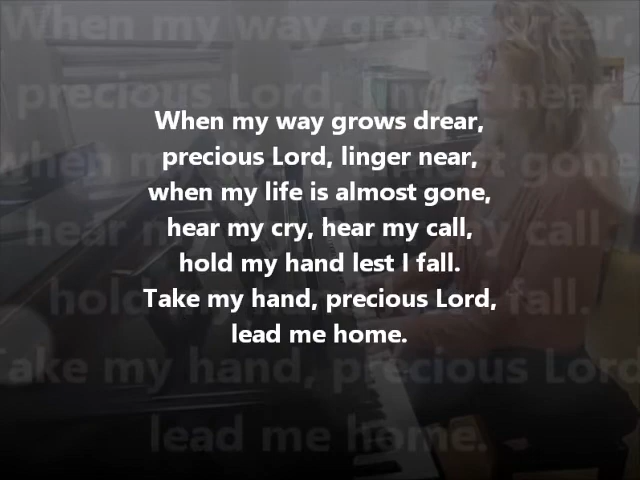 When my way grows drear,
precious Lord, linger near,
when my life is almost gone,
hear my cry, hear my call,
hold my hand lest I fall.
Take my hand, precious Lord,
lead me home.